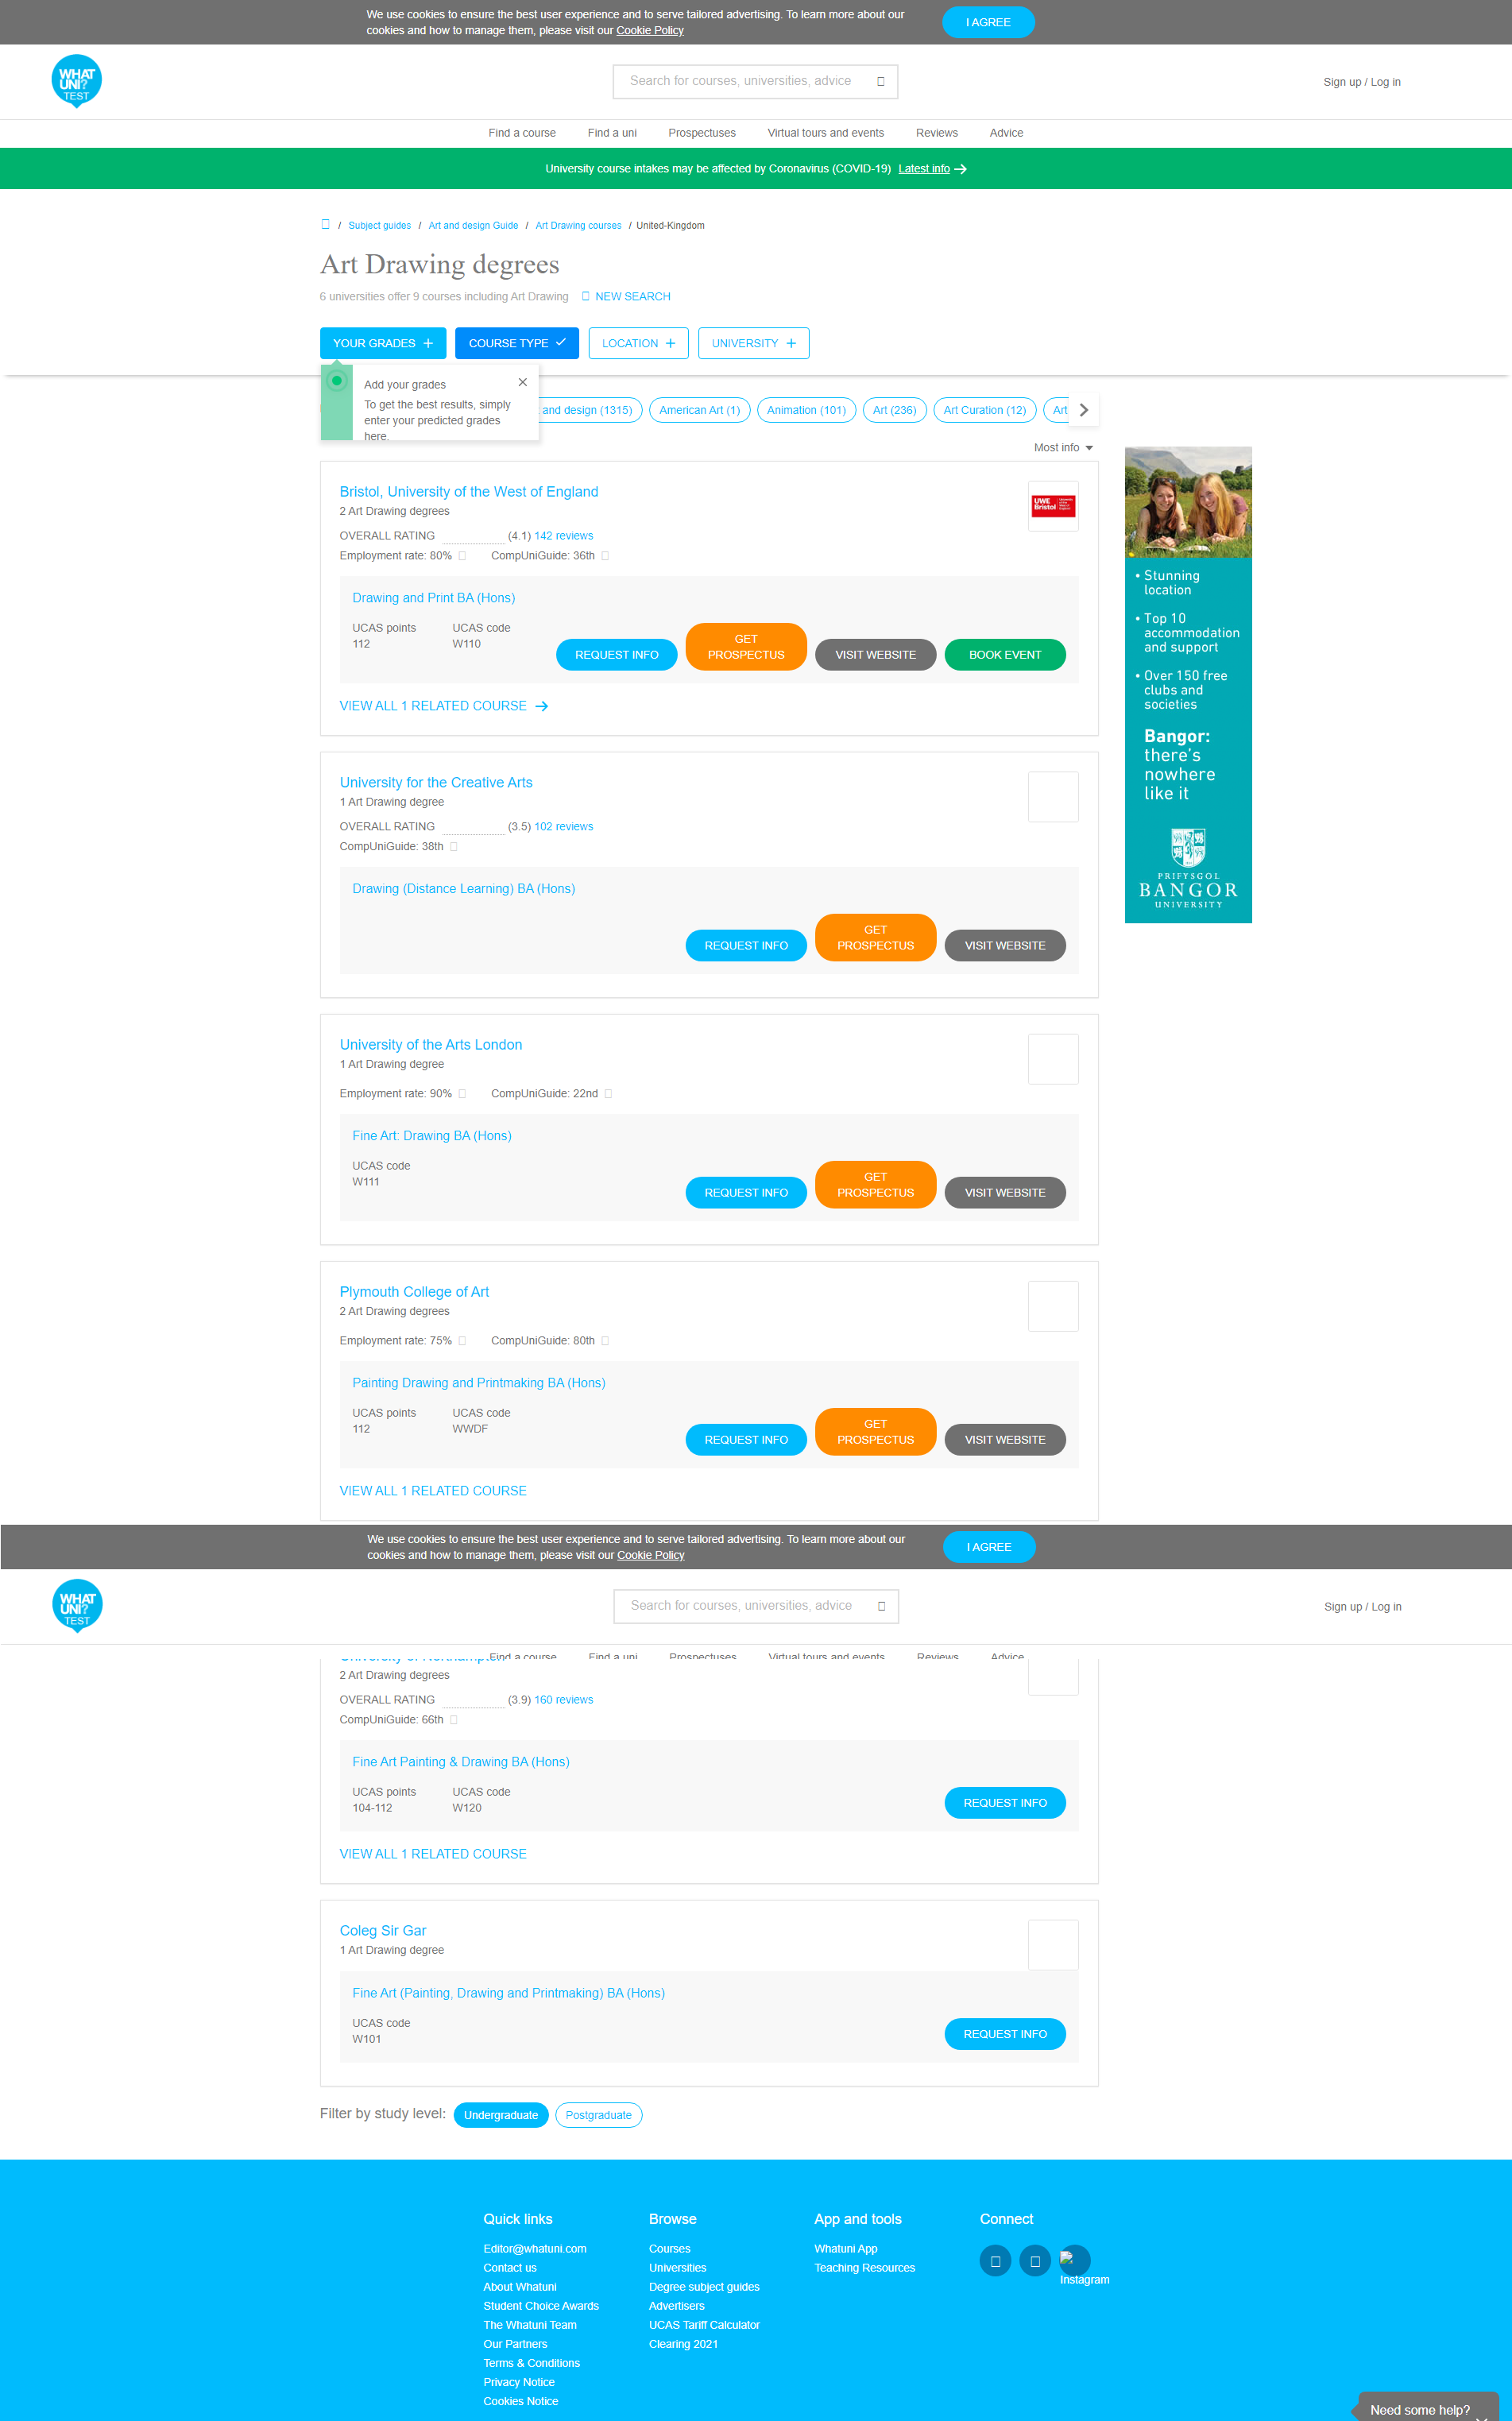 We use cookies to ensure the best user experience and to serve tailored advertising. To learn more about our
cookies and how to manage them, please visit our Cookie Policy
I AGREE
WHAT
UNI?
TEST
Search for courses, universities, advice
Sign up / Log in
Find a course Find a uni Prospectuses Virtual tours and events Reviews Advice
University course intakes may be affected by Coronavirus (COVID-19) Latest info
/ Subject guides / Art and design Guide / Art Drawing courses / United-Kingdom
Art Drawing degrees
6 universities offer 9 courses including Art Drawing NEW SEARCH
YOUR GRADES COURSE TYPE LOCATION UNIVERSITY
Add your grades
To get the best results, simply
enter your predicted grades
here.
and design (1315) American Art (1) Animation (101) Art (236) Art Curation (12) Art
Most info
Bristol, University of the West of England
2 Art Drawing degrees
OVERALL RATING (4.1) 142 reviews
Employment rate: 80% CompUniGuide: 36th
UWE
Bristol
Drawing and Print BA (Hons)
UCAS points UCAS code
112 W110
REQUEST INFO
GET
PROSPECTUS
VISIT WEBSITE
BOOK EVENT
VIEW ALL 1 RELATED COURSE
• Stunning
location
• Top 10
accommodation
and support
• Over 150 free
clubs and
societies
Bangor:
there's
nowhere
like it
PRIFYSGOL
BANGOR
UNIVERSITY
University for the Creative Arts
1 Art Drawing degree
OVERALL RATING (3.5) 102 reviews
CompUniGuide: 38th
Drawing (Distance Learning) BA (Hons)
REQUEST INFO
GET
PROSPECTUS
VISIT WEBSITE
University of the Arts London
1 Art Drawing degree
Employment rate: 90% CompUniGuide: 22nd
Fine Art: Drawing BA (Hons)
UCAS code
W111
REQUEST INFO
GET
PROSPECTUS
VISIT WEBSITE
Plymouth College of Art
2 Art Drawing degrees
Employment rate: 75% CompUniGuide: 80th
Painting Drawing and Printmaking BA (Hons)
UCAS points UCAS code
112 WWDF
REQUEST INFO
GET
PROSPECTUS
VISIT WEBSITE
VIEW ALL 1 RELATED COURSE
We use cookies to ensure the best user experience and to serve tailored advertising. To learn more about our
cookies and how to manage them, please visit our Cookie Policy
I AGREE
WHAT
UNI?
TEST
Search for courses, universities, advice
Sign up / Log in
Find a course Find a uni Prospectuses Virtual tours and events Reviews Advice
University of Northampton
2 Art Drawing degrees
OVERALL RATING (3.9) 160 reviews
CompUniGuide: 66th
Fine Art Painting & Drawing BA (Hons)
UCAS points UCAS code
104-112 W120
REQUEST INFO
VIEW ALL 1 RELATED COURSE
Coleg Sir Gar
1 Art Drawing degree
Fine Art (Painting, Drawing and Printmaking) BA (Hons)
UCAS code
W101
REQUEST INFO
Filter by study level: Undergraduate Postgraduate
Quick links
Editor@whatuni.com
Contact us
About Whatuni
Student Choice Awards
The Whatuni Team
Our Partners
Terms & Conditions
Privacy Notice
Cookies Notice
Browse
Courses
Universities
Degree subject guides
Advertisers
UCAS Tariff Calculator
Clearing 2021
App and tools
Whatuni App
Teaching Resources
Connect
Instagram
Need some help?